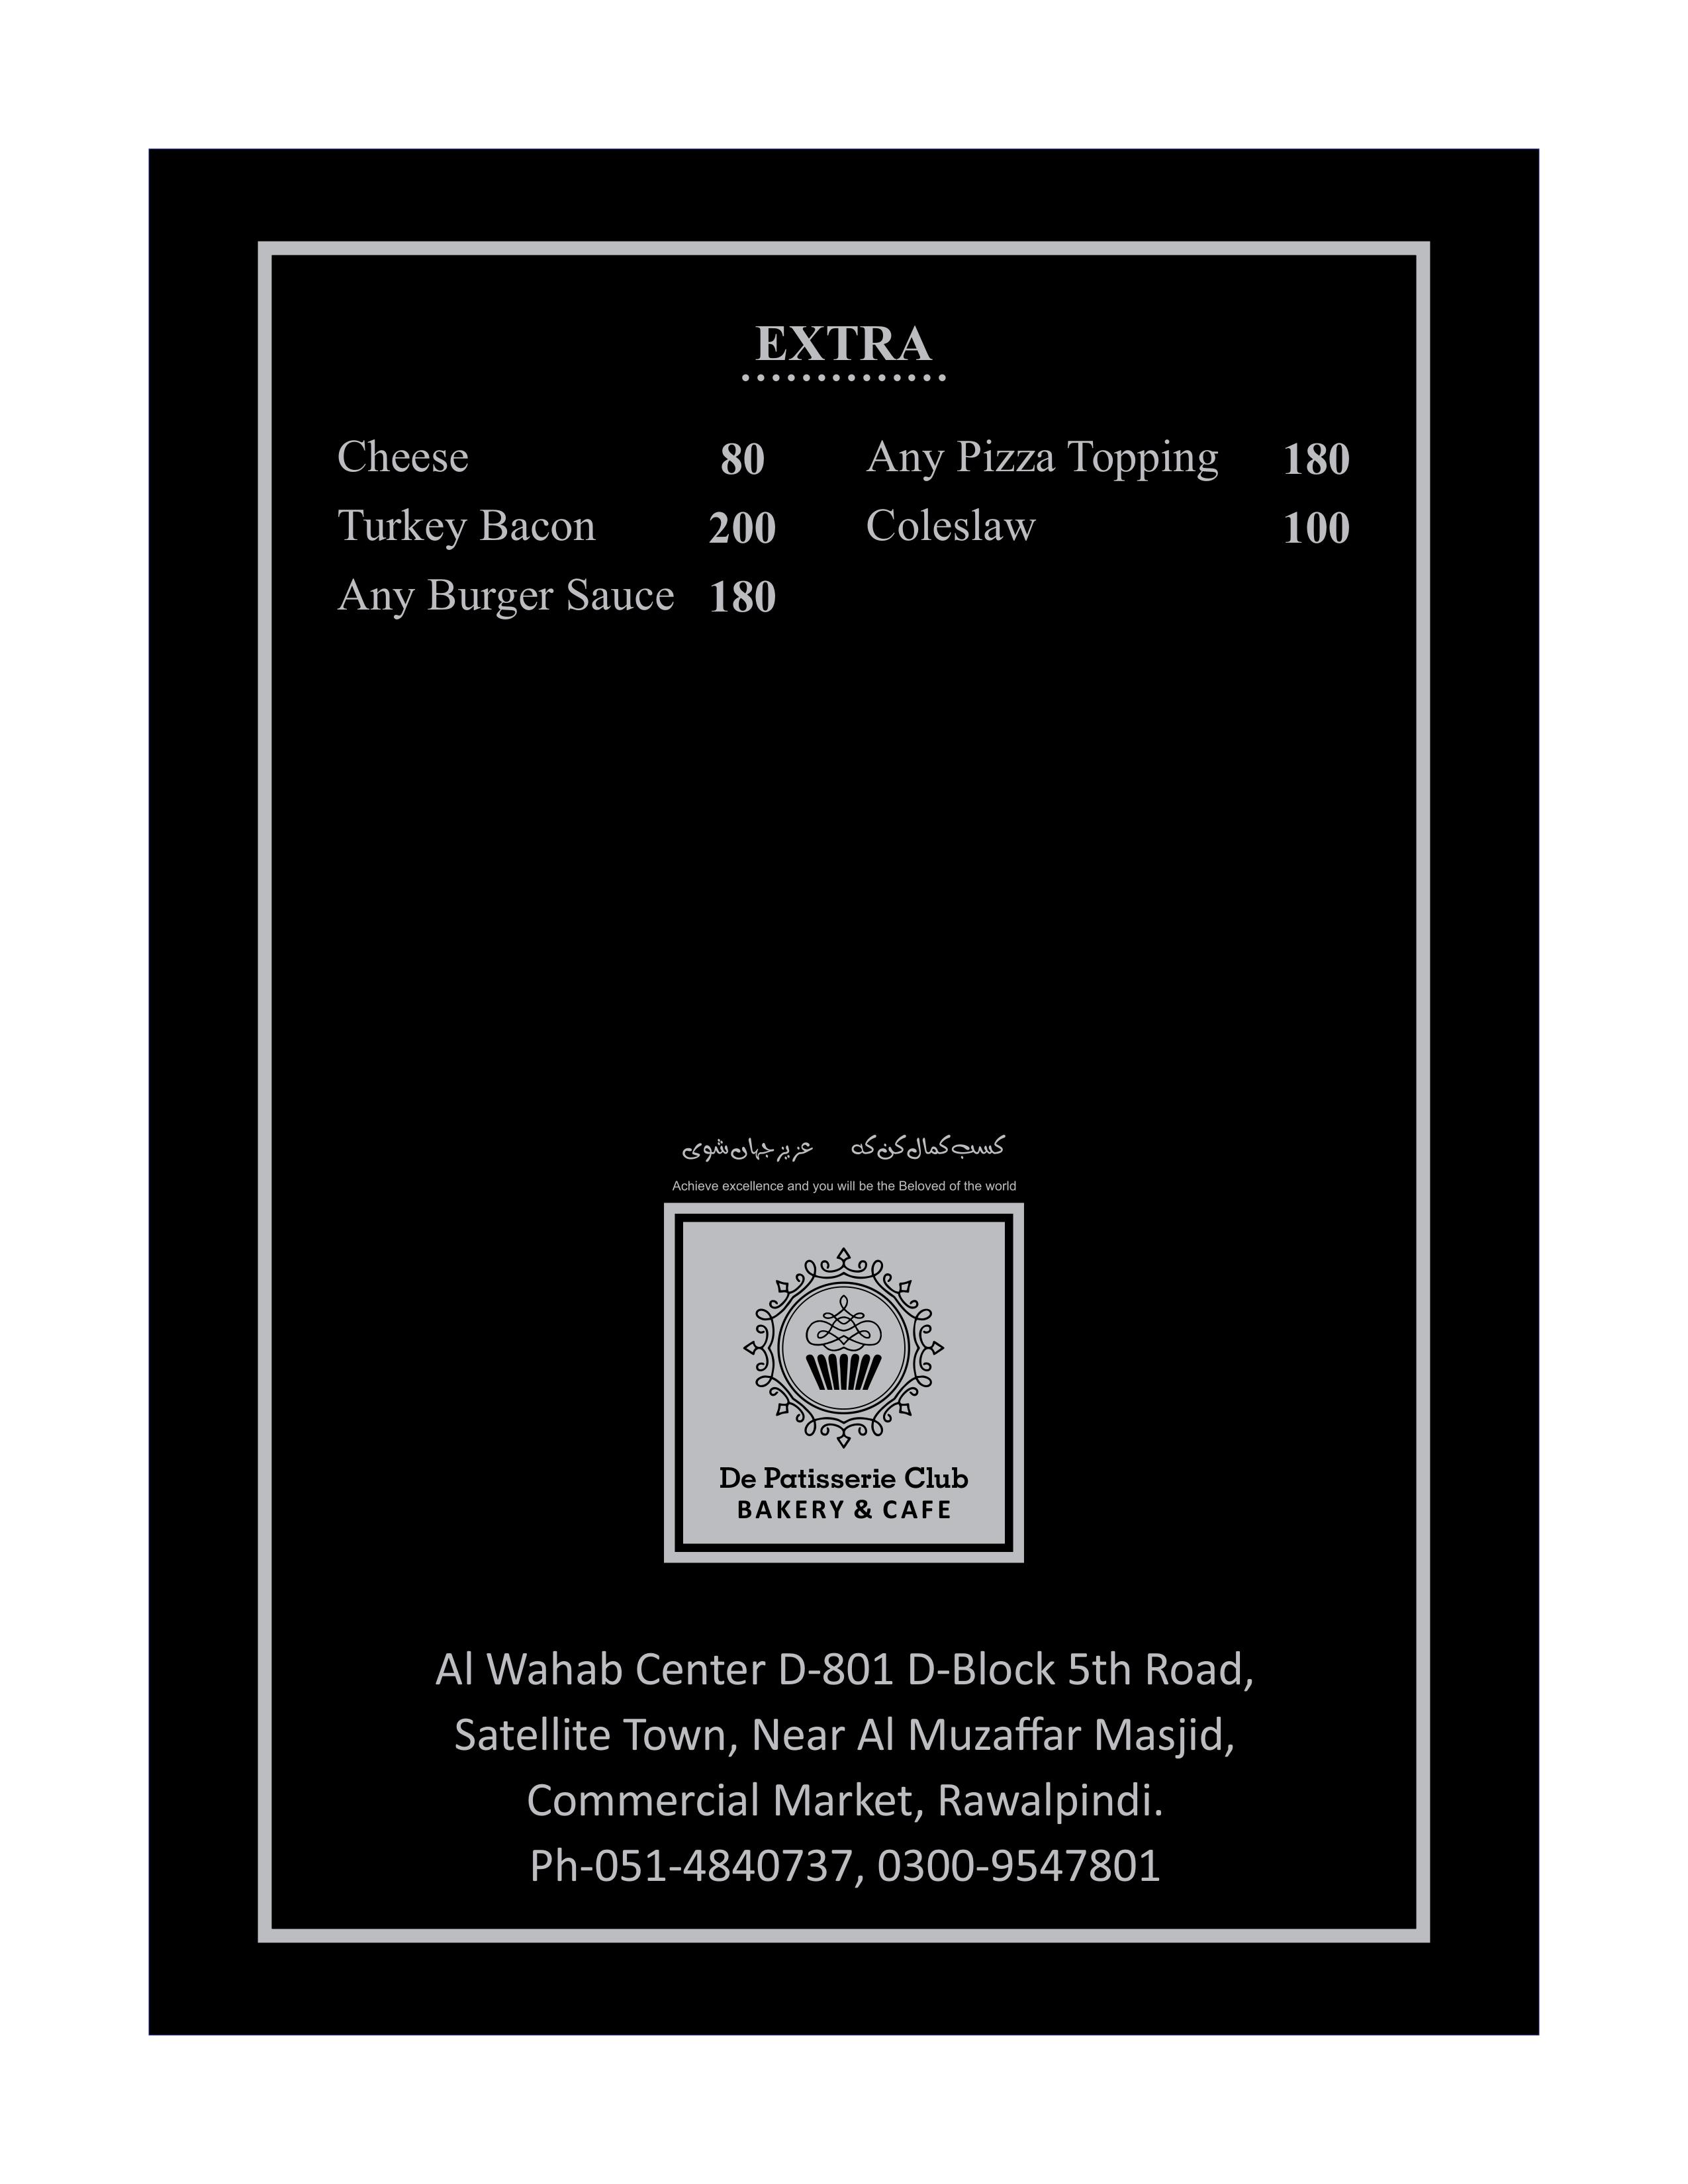 EXTRA
Cheese 80
Turkey Bacon 200
Any Burger Sauce 180
Any Pizza Topping 180
Coleslaw 100
کسب کمال کن که عزیز جہان شوی
Achieve excellence and you will be the Beloved of the world
De Patisserie Club
BAKERY & CAFE
Al Wahab Center D-801 D-Block 5th Road,
Satellite Town, Near Al Muzaffar Masjid,
Commercial Market, Rawalpindi.
Ph-051-4840737, 0300-9547801